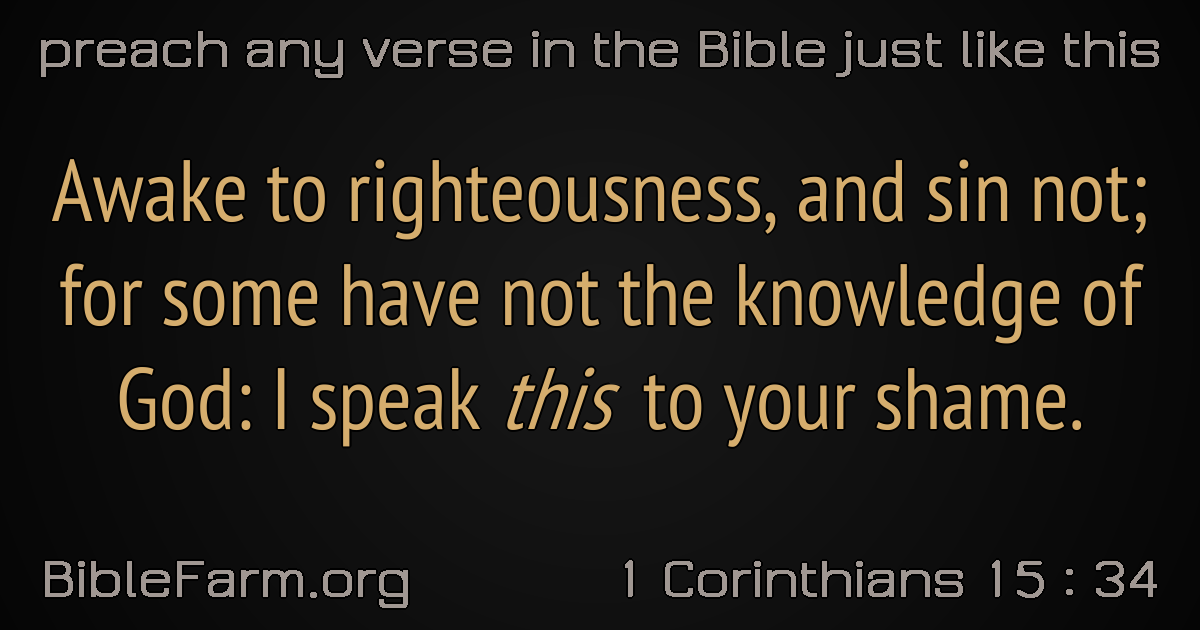 preach any verse in the Bible just like this
Awake to righteousness, and sin not;
for some have not the knowledge of
God: I speak this to your shame.
BibleFarm.org
1 Corinthians 15 : 34